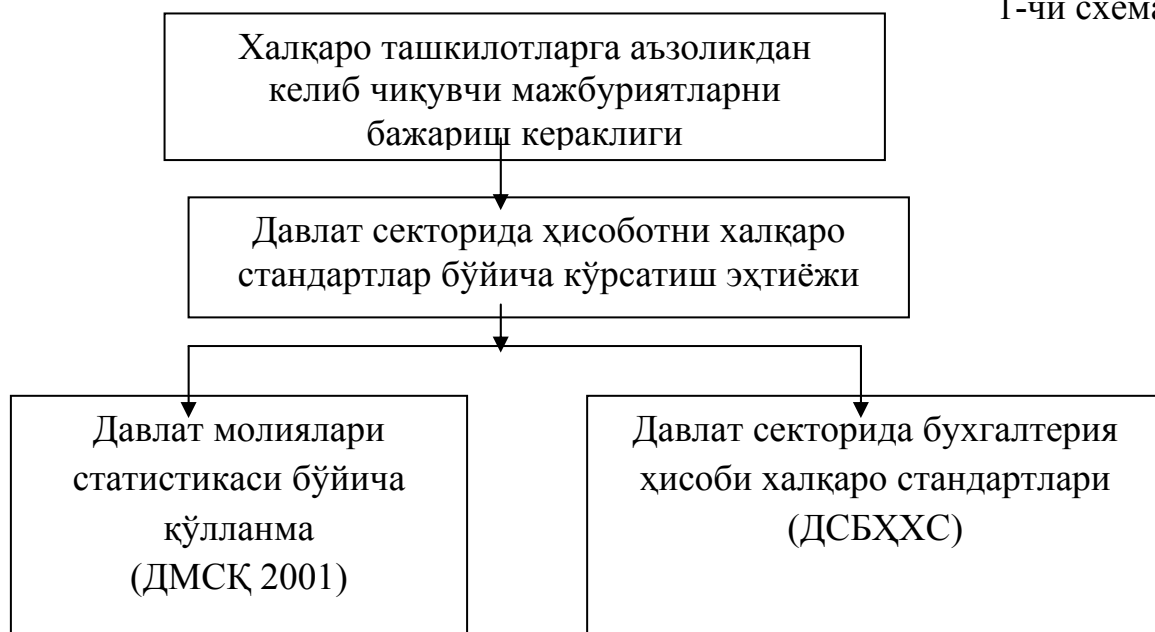 1-чи схема
Халқаро ташкилотларга аъзоликдан
келиб чиқувчи мажбуриятларни
бажариш кераклиги
Давлат секторида ҳисоботни халқаро
стандартлар бўйича кўрсатиш эҳтиёжи
Давлат молиялари
статистикаси бўйича
қўлланма
(ДМСҚ 2001)
Давлат секторида бухгалтерия
ҳисоби халқаро стандартлари
(ДСБҲХС)